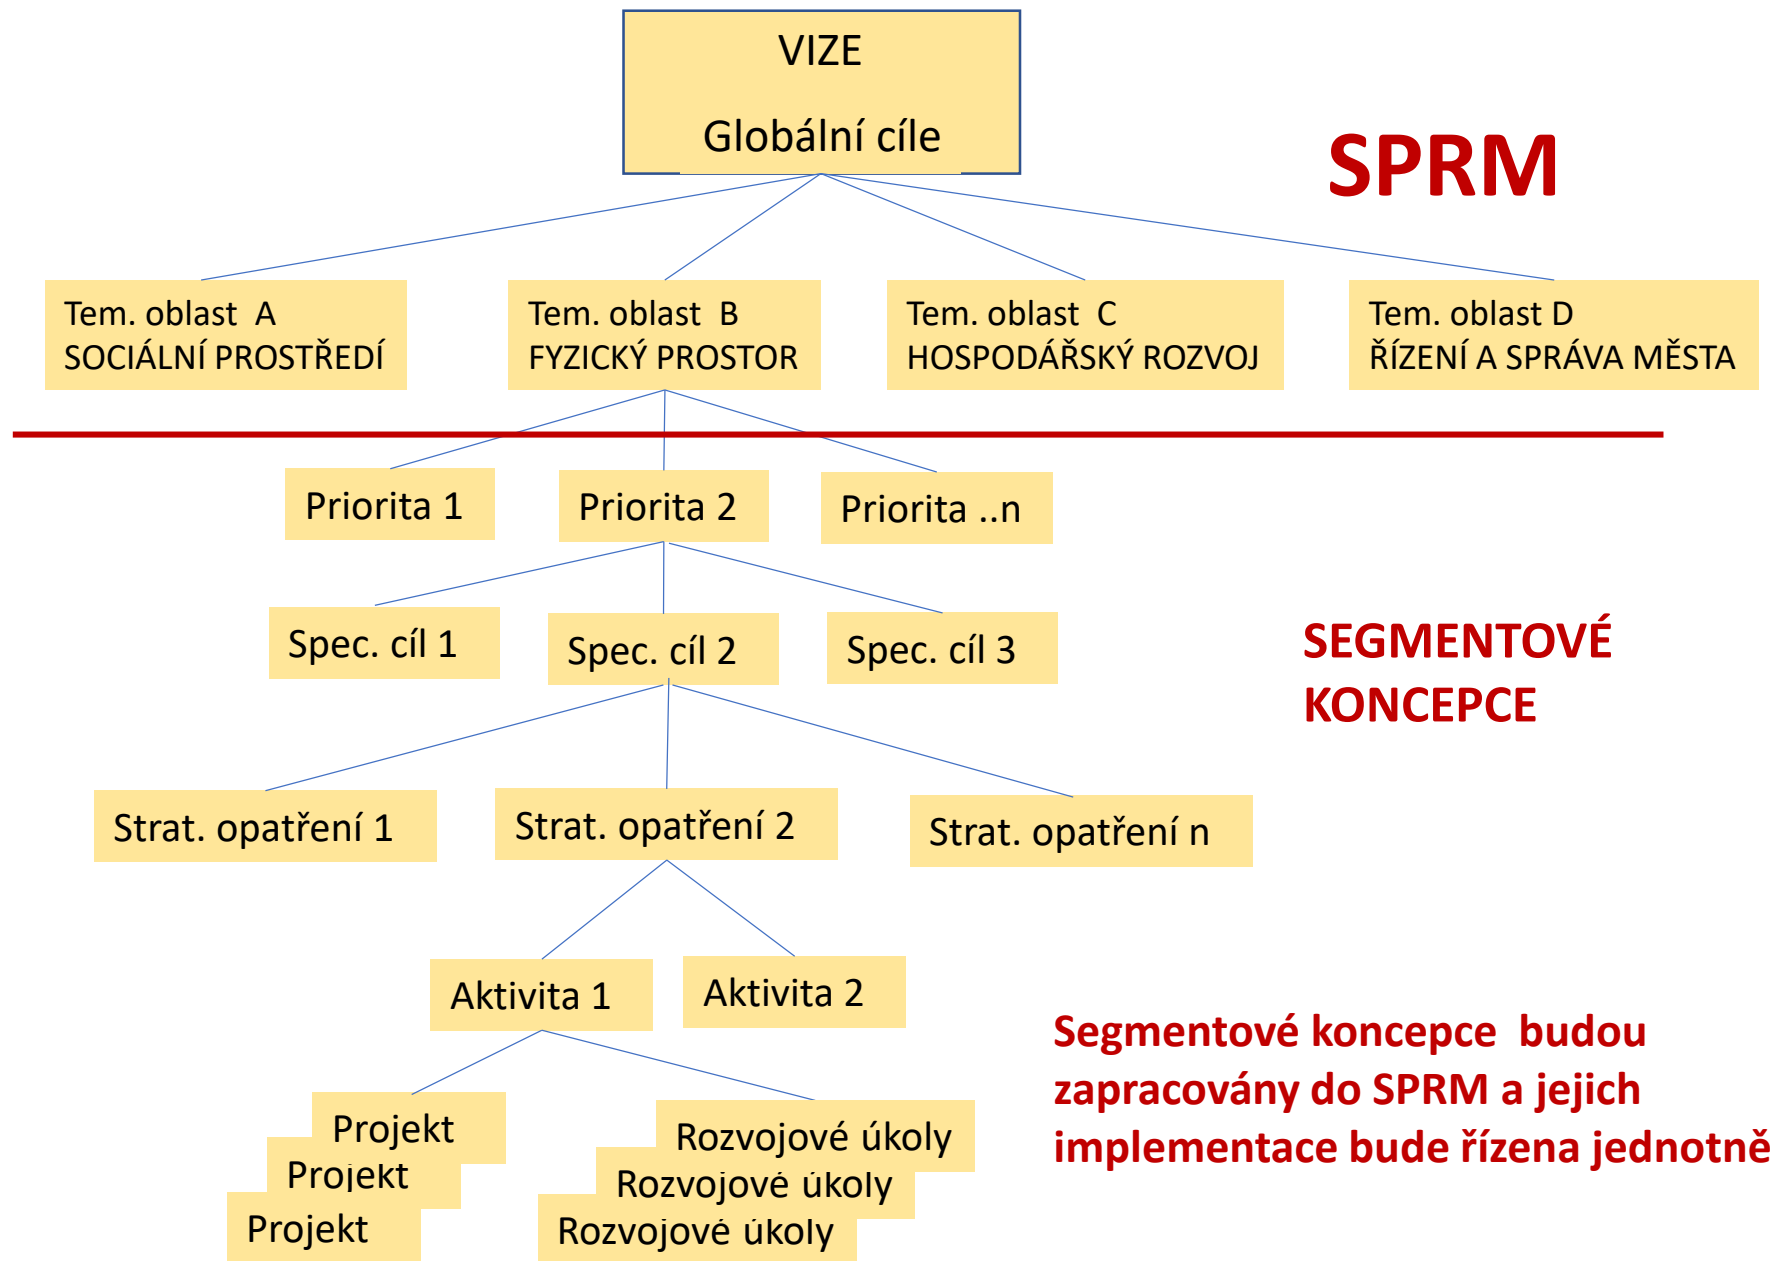 VIZE
Globální cíle
SPRM
Tem. oblast  A
SOCIÁLNÍ PROSTŘEDÍ
Tem. oblast  B
FYZICKÝ PROSTOR
Tem. oblast  C
HOSPODÁŘSKÝ ROZVOJ
Tem. oblast D
ŘÍZENÍ A SPRÁVA MĚSTA
Priorita 1
Priorita 2
Priorita ..n
Spec. cíl 1
Spec. cíl 2
Spec. cíl 3
SEGMENTOVÉ
KONCEPCE
Strat. opatření 1
Strat. opatření 2
Strat. opatření n
Aktivita 1
Aktivita 2
Segmentové koncepce  budou
zapracovány do SPRM a jejich
implementace bude řízena jednotně
Projekt
Projekt
Projekt
Rozvojové úkoly
Rozvojové úkoly
Rozvojové úkoly